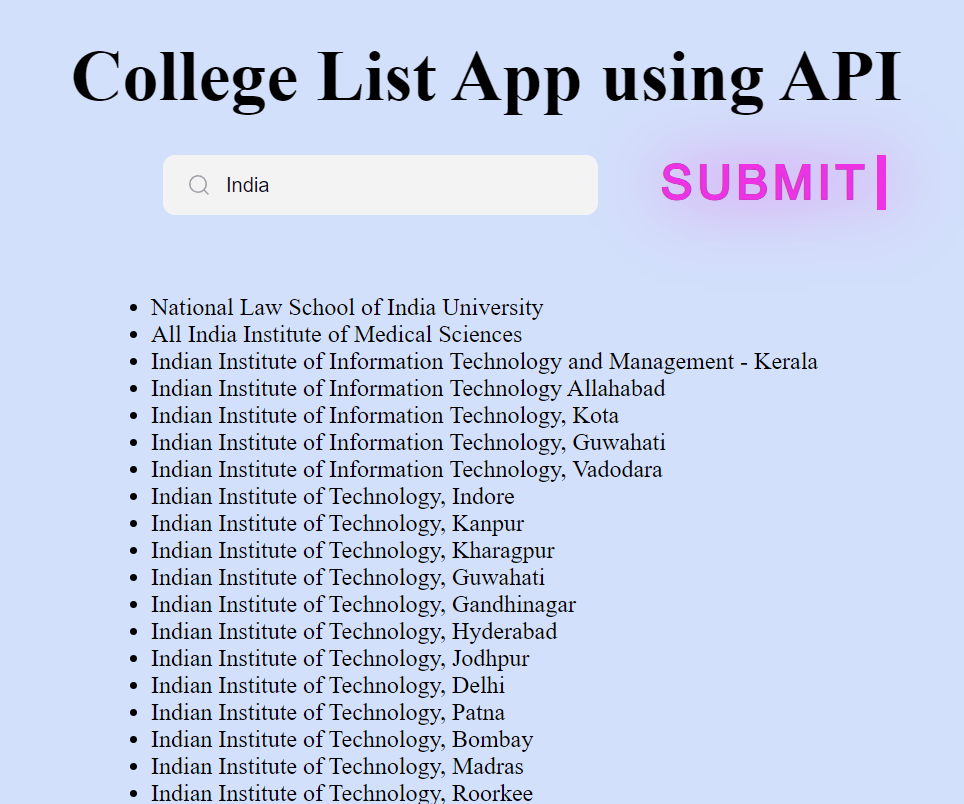 College List App using API
India
SUBMIT
National Law School of India University
All India Institute of Medical Sciences
Indian Institute of Information Technology and Management - Kerala
Indian Institute of Information Technology Allahabad
Indian Institute of Information Technology, Kota
Indian Institute of Information Technology, Guwahati
Indian Institute of Information Technology, Vadodara
Indian Institute of Technology, Indore
Indian Institute of Technology, Kanpur
Indian Institute of Technology, Kharagpur
Indian Institute of Technology, Guwahati
Indian Institute of Technology, Gandhinagar
Indian Institute of Technology, Hyderabad
Indian Institute of Technology, Jodhpur
Indian Institute of Technology, Delhi
Indian Institute of Technology, Patna
Indian Institute of Technology, Bombay
Indian Institute of Technology, Madras
Indian Institute of Technology, Roorkee